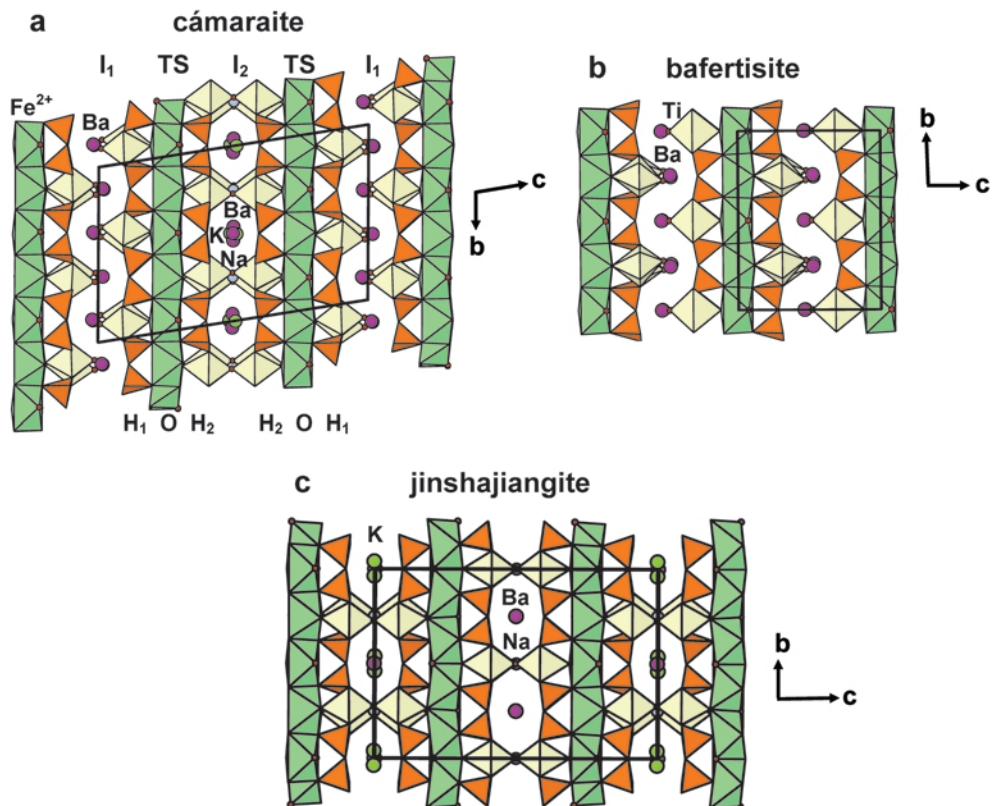 a cámaraite
I₁ TS I₂ TS I₁
Fe²⁺
Ba
Ba
K
Na
c
b
H₁ O H₂ H₂ O H₁
b bafertisite
Ti
Ba
b
c
c jinshajiangite
K
Ba
Na
b
c